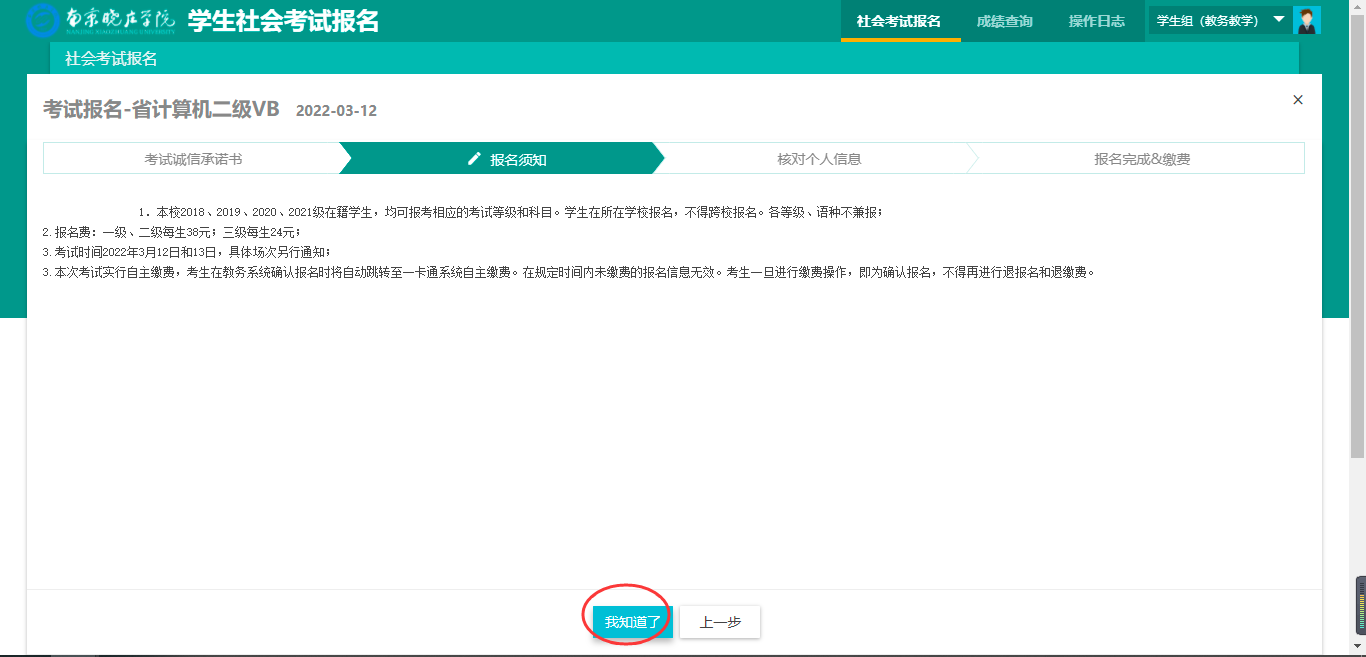 南京晓庄学院 学生社会考试报名
社会考试报名 成绩查询 操作日志 学生组（教务教学）
社会考试报名
考试报名-省计算机二级VB 2022-03-12 ×
考试诚信承诺书 报名须知 核对个人信息 报名完成&缴费
1．本校2018、2019、2020、2021级在籍学生，均可报考相应的考试等级和科目。学生在所在学校报名，不得跨校报名。各等级、语种不兼报；
2.报名费：一级、二级每生38元；三级每生24元；
3.考试时间2022年3月12日和13日，具体场次另行通知；
3.本次考试实行自主缴费，考生在教务系统确认报名时将自动跳转至一卡通系统自主缴费。在规定时间内未缴费的报名信息无效。考生一旦进行缴费操作，即为确认报名，不得再进行退报名和退缴费。
我知道了 上一步